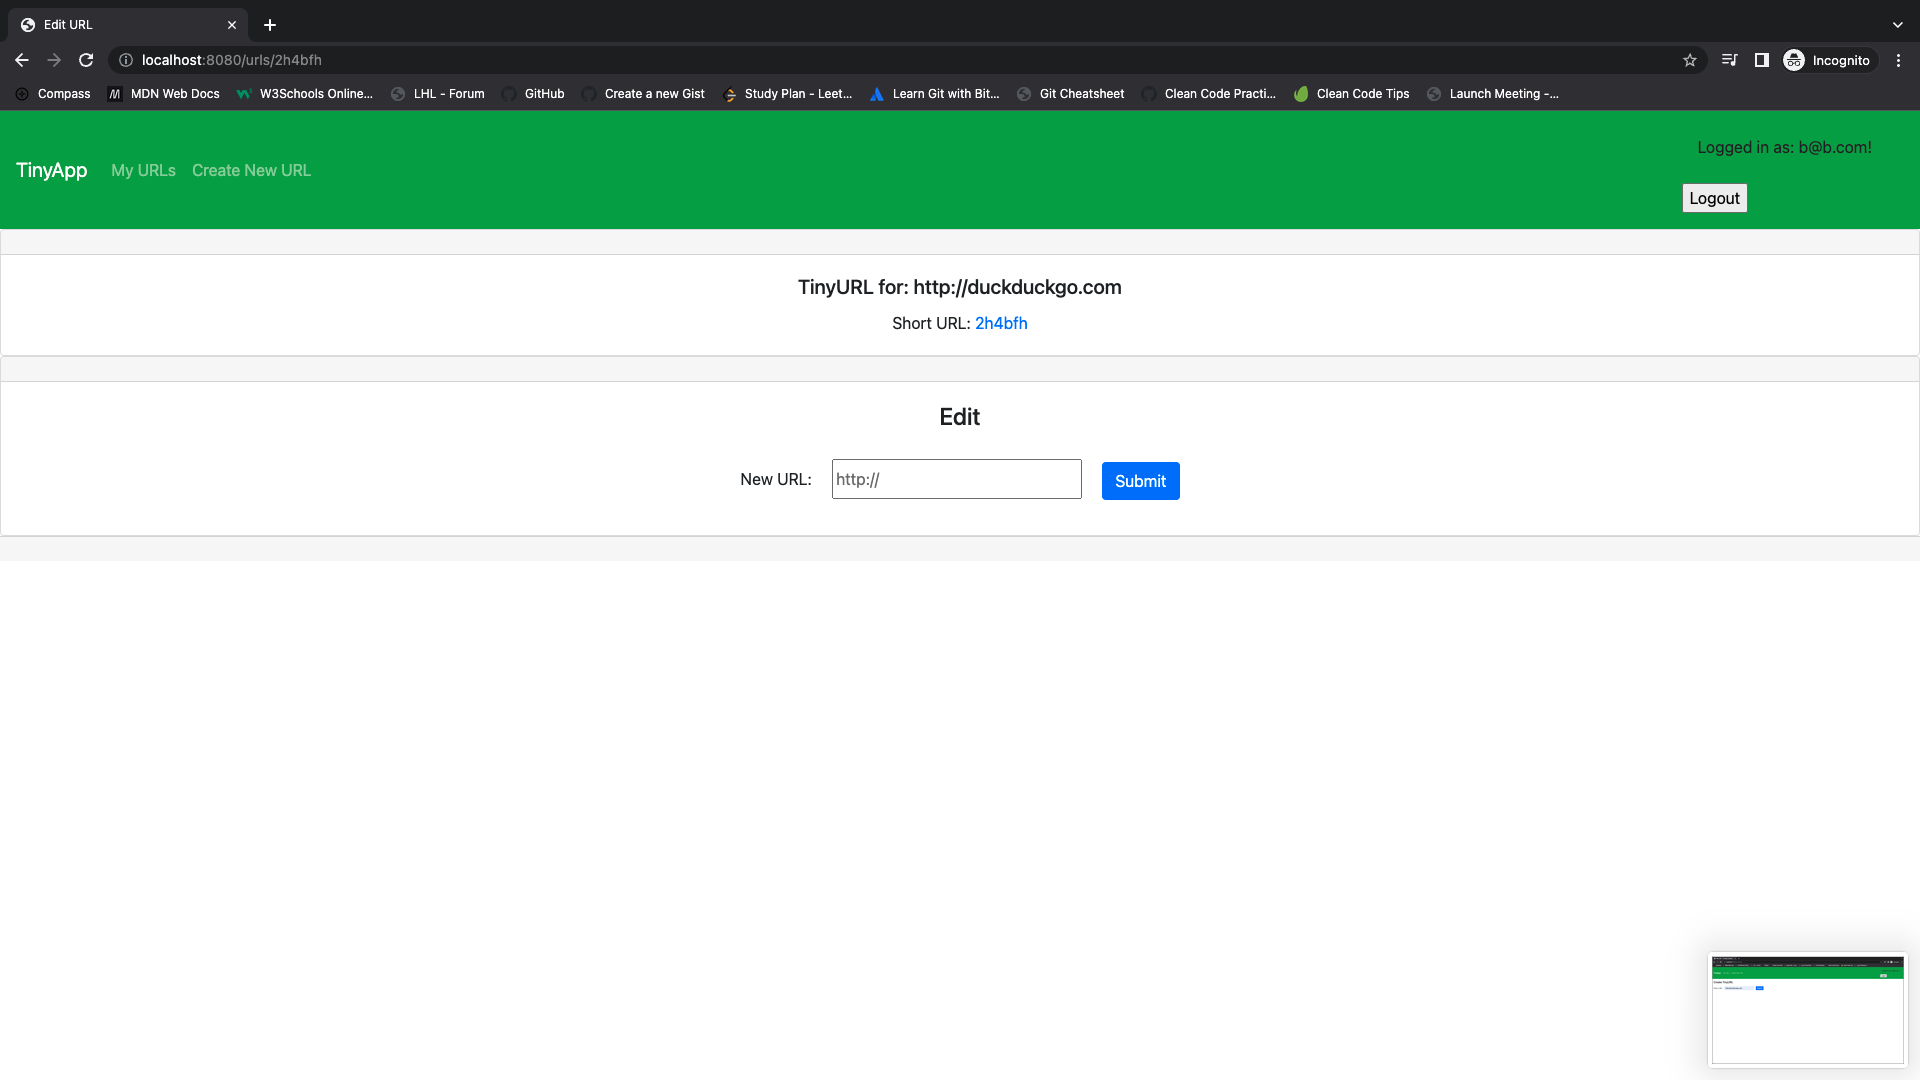 Edit URL
localhost:8080/urls/2h4bfh
Incognito
Compass
MDN Web Docs
W3Schools Online...
LHL - Forum
GitHub
Create a new Gist
Study Plan - Leet...
Learn Git with Bit...
Git Cheatsheet
Clean Code Practi...
Clean Code Tips
Launch Meeting -...
Logged in as: b@b.com!
TinyApp
My URLs
Create New URL
Logout
TinyURL for: http://duckduckgo.com
Short URL: 2h4bfh
Edit
New URL:
http://
Submit